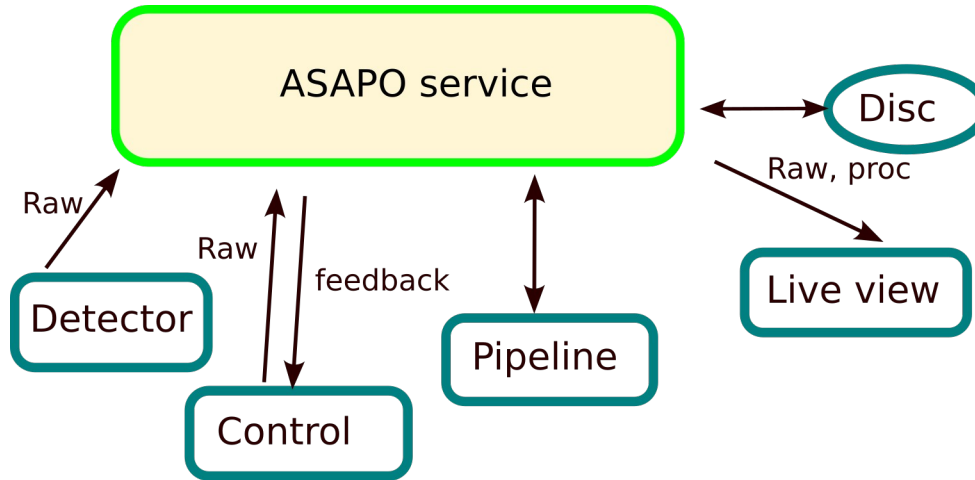 ASAPO service
Disc
Raw, proc
Raw
Raw
feedback
Live view
Detector
Pipeline
Control